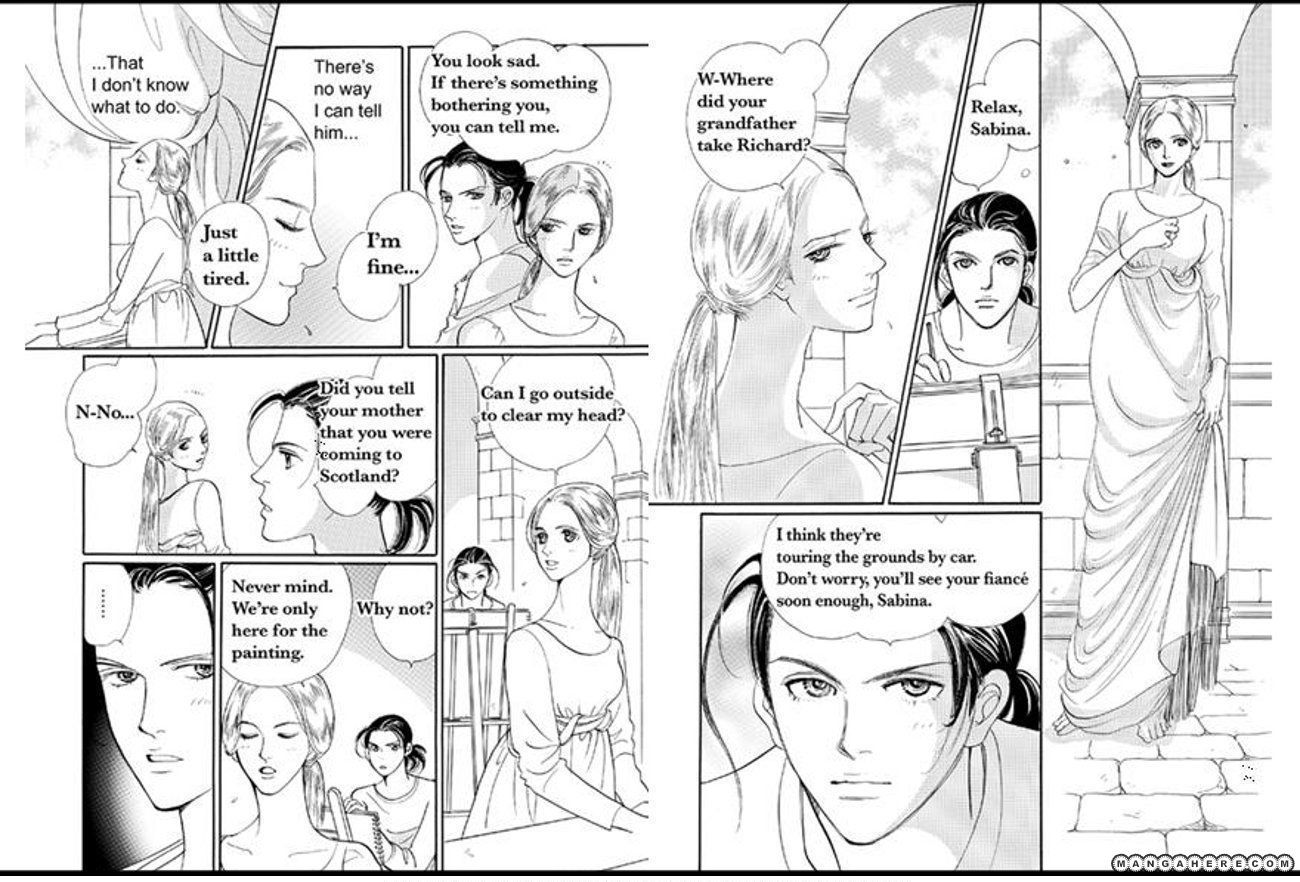 Relax,
Sabina.
W-Where
did your
grandfather
take Richard?
I think they're
touring the grounds by car.
Don't worry, you'll see your fiancé
soon enough, Sabina.
You look sad.
If there's something
bothering you,
you can tell me.
I'm
fine...
There's
no way
I can tell
him...
Just
a little
tired.
...That
I don't know
what to do.
Can I go outside
to clear my head?
Did you tell
your mother
that you were
coming to
Scotland?
N-No...
Why not?
Never mind.
We're only
here for the
painting.
......
MANGAHERE.COM